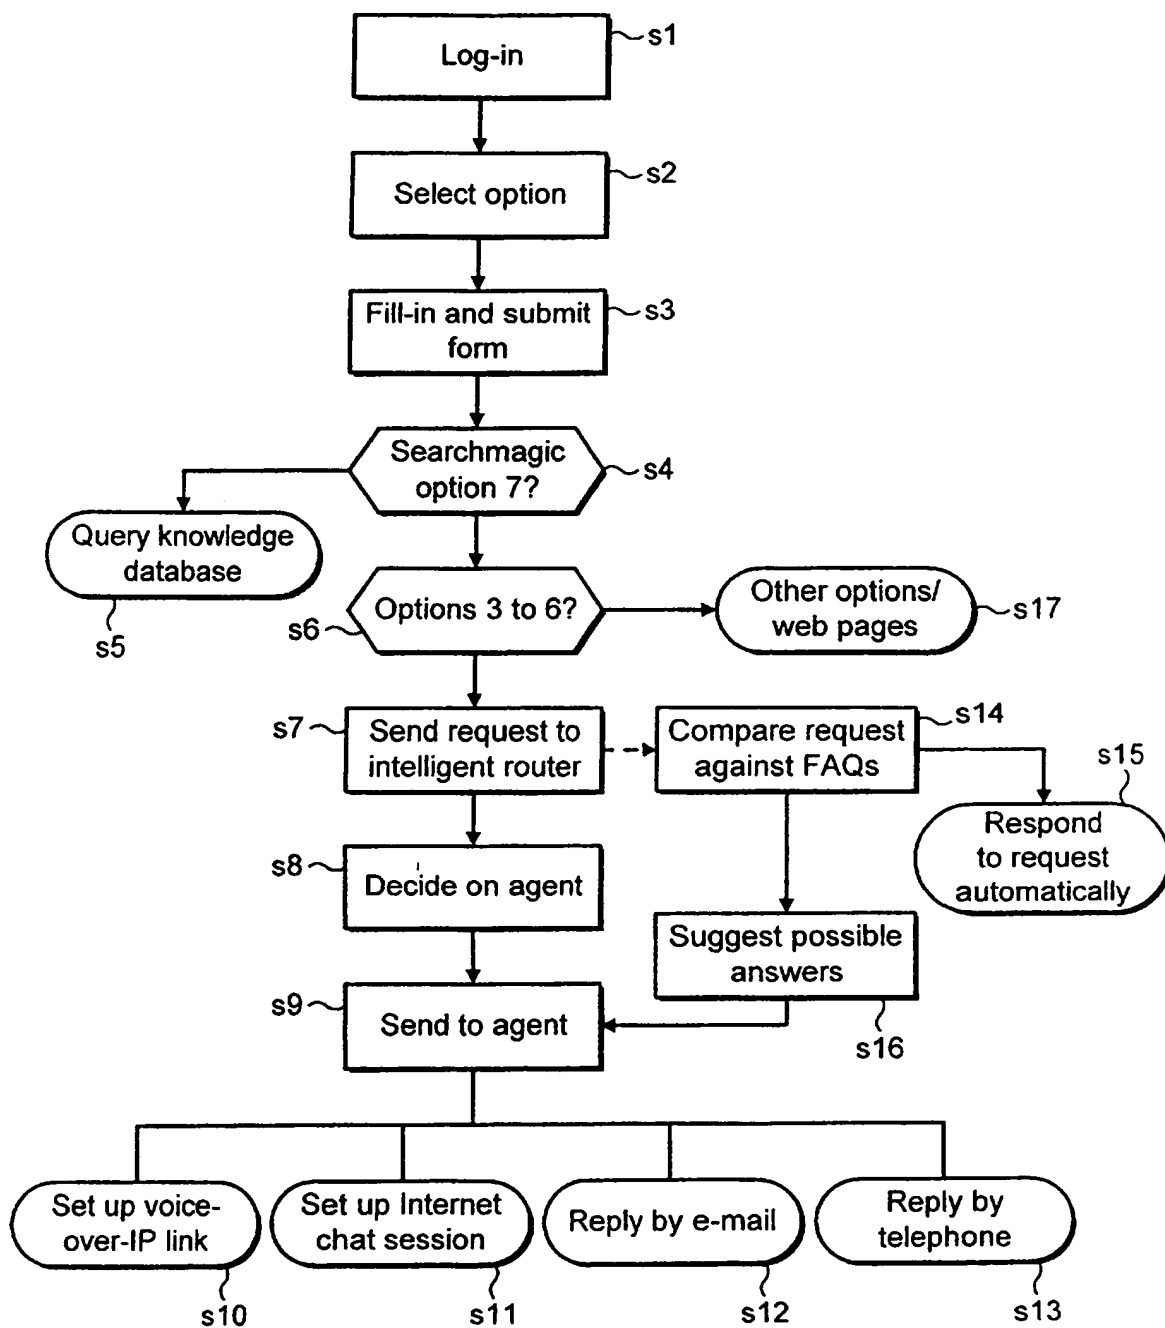 Log-in
s1
Select option
s2
Fill-in and submit
form
s3
Searchmagic
option 7?
s4
Query knowledge
database
s5
Options 3 to 6?
s6
Other options/
web pages
s17
s7
Send request to
intelligent router
Compare request
against FAQs
s14
s15
Respond
to request
automatically
s8
Decide on agent
Suggest possible
answers
s16
s9
Send to agent
Set up voice-
over-IP link
s10
Set up Internet
chat session
s11
Reply by e-mail
s12
Reply by
telephone
s13